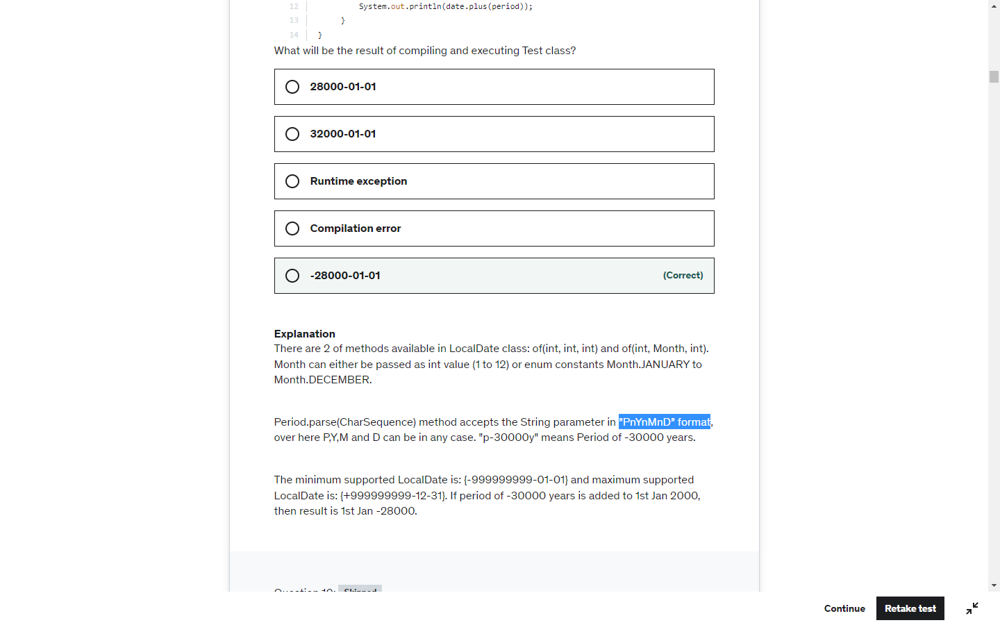 12 System.out.println(date.plus(period));
13 }
14 }
What will be the result of compiling and executing Test class?
28000-01-01
32000-01-01
Runtime exception
Compilation error
-28000-01-01 (Correct)
Explanation
There are 2 of methods available in LocalDate class: of(int, int, int) and of(int, Month, int).
Month can either be passed as int value (1 to 12) or enum constants Month.JANUARY to
Month.DECEMBER.
Period.parse(CharSequence) method accepts the String parameter in "PnYnMnD" format,
over here P,Y,M and D can be in any case. "p-30000y" means Period of -30000 years.
The minimum supported LocalDate is: {-999999999-01-01} and maximum supported
LocalDate is: {+999999999-12-31}. If period of -30000 years is added to 1st Jan 2000,
then result is 1st Jan -28000.
Question 10: Skipped
Continue Retake test